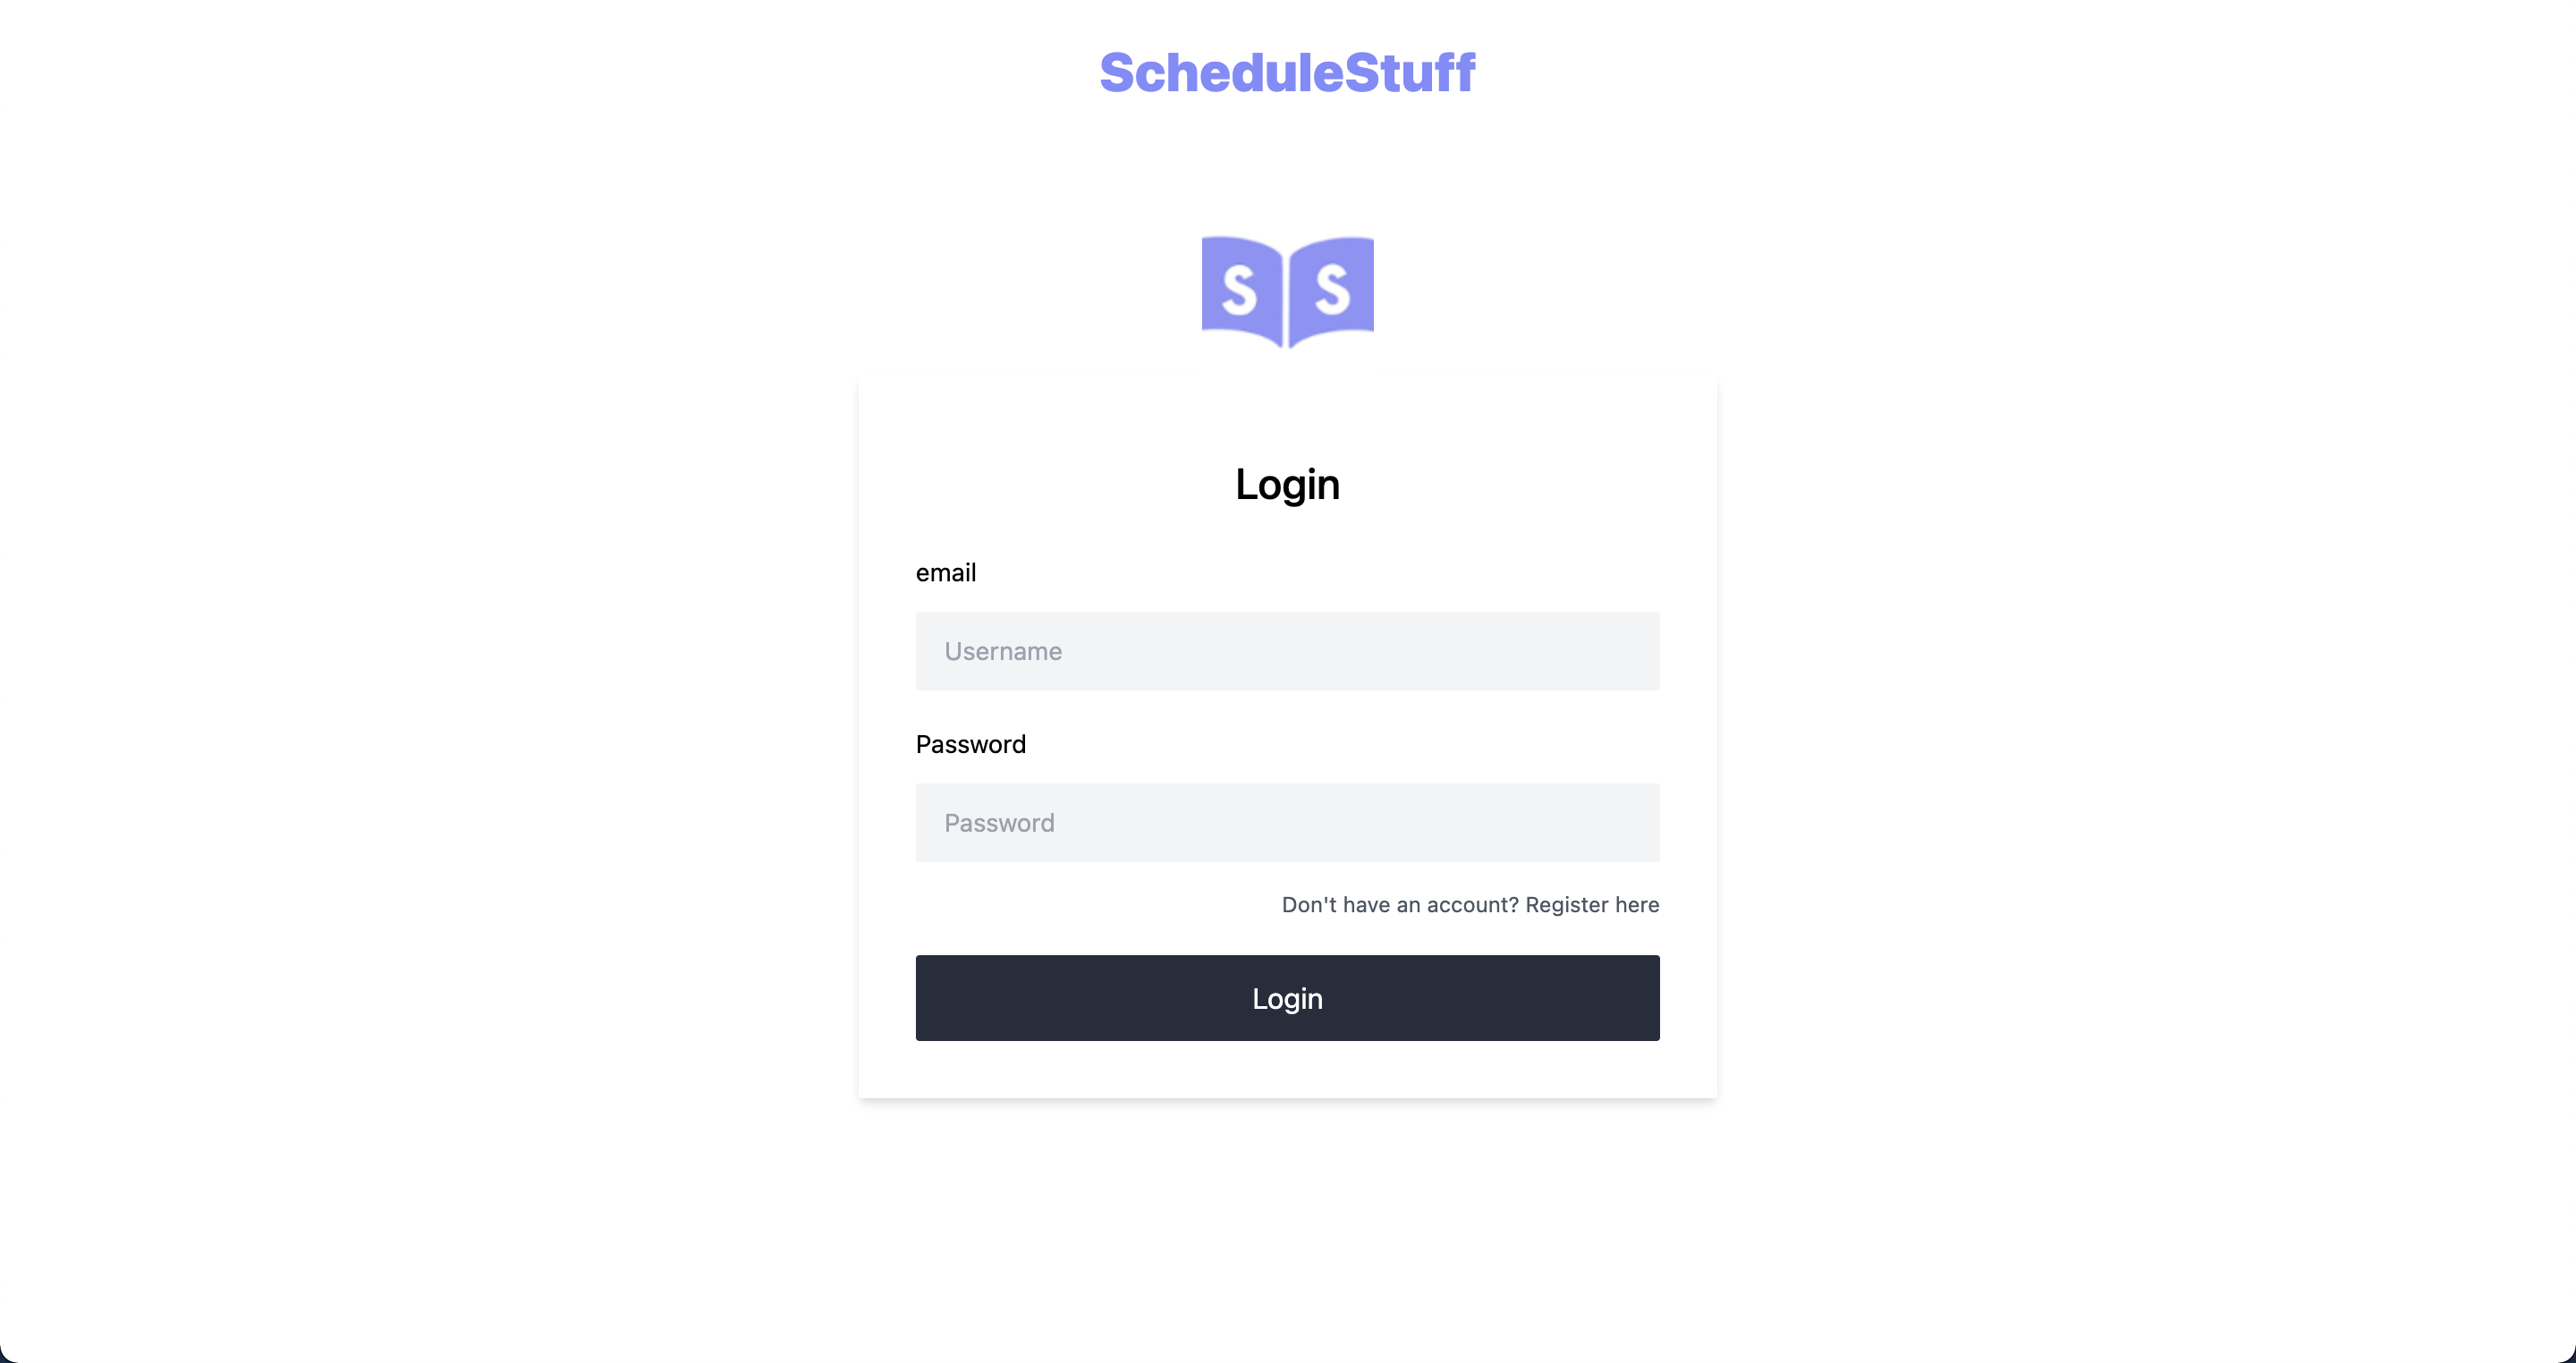 ScheduleStuff
S S
Login
email
Username
Password
Password
Don't have an account? Register here
Login